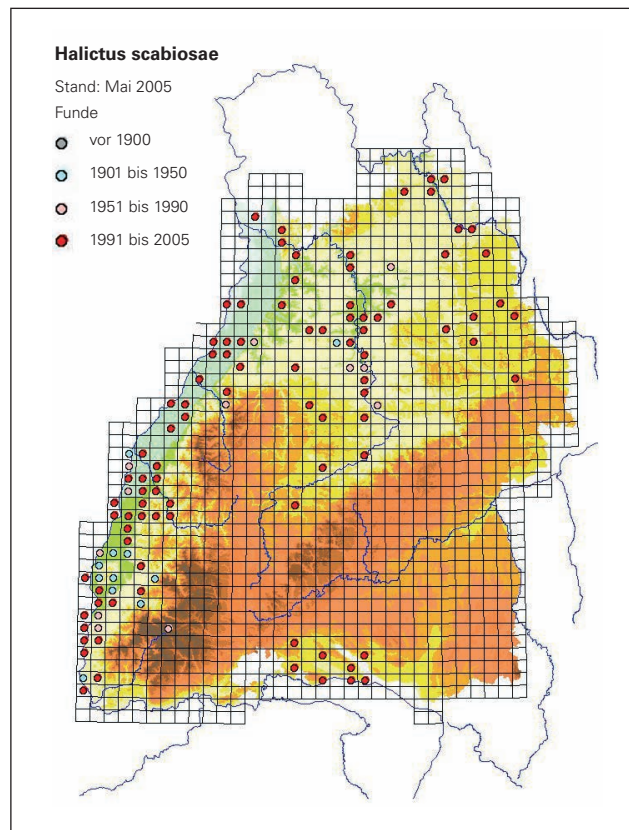 Halictus scabiosae
Stand: Mai 2005
Funde
vor 1900
1901 bis 1950
1951 bis 1990
1991 bis 2005